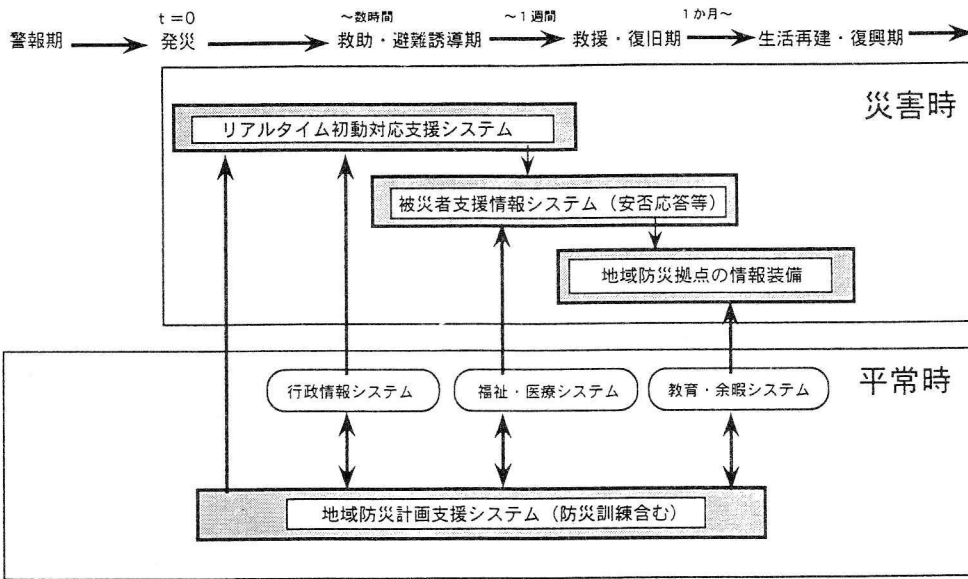 t=0
～数時間
～1週間
1か月～
警報期
発災
救助・避難誘導期
救援・復旧期
生活再建・復興期
災害時
リアルタイム初動対応支援システム
被災者支援情報システム（安否応答等）
地域防災拠点の情報装備
平常時
行政情報システム
福祉・医療システム
教育・余暇システム
地域防災計画支援システム（防災訓練含む）